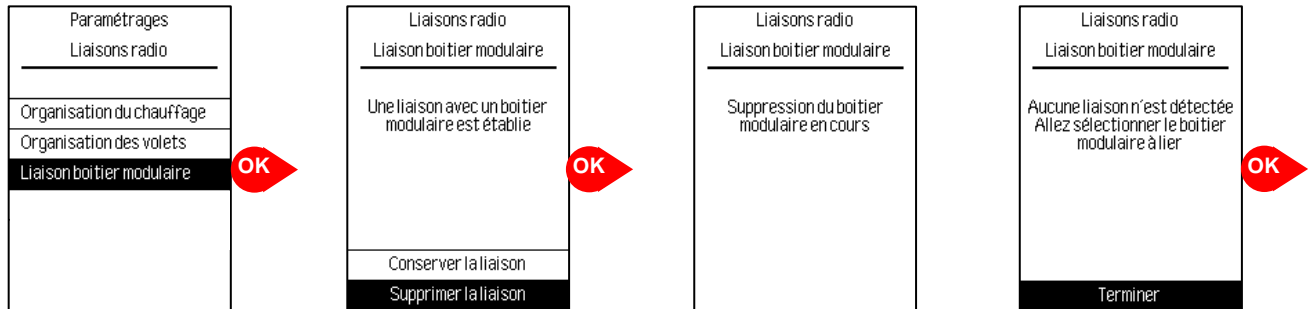 Paramétrages
Liaisons radio
Organisation du chauffage
Organisation des volets
Liaison boitier modulaire
OK
Liaisons radio
Liaison boitier modulaire
Une liaison avec un boitier
modulaire est établie
Conserver la liaison
Supprimer la liaison
OK
Liaisons radio
Liaison boitier modulaire
Suppression du boitier
modulaire en cours
Liaisons radio
Liaison boitier modulaire
Aucune liaison n'est détectée
Allez sélectionner le boitier
modulaire à lier
Terminer
OK